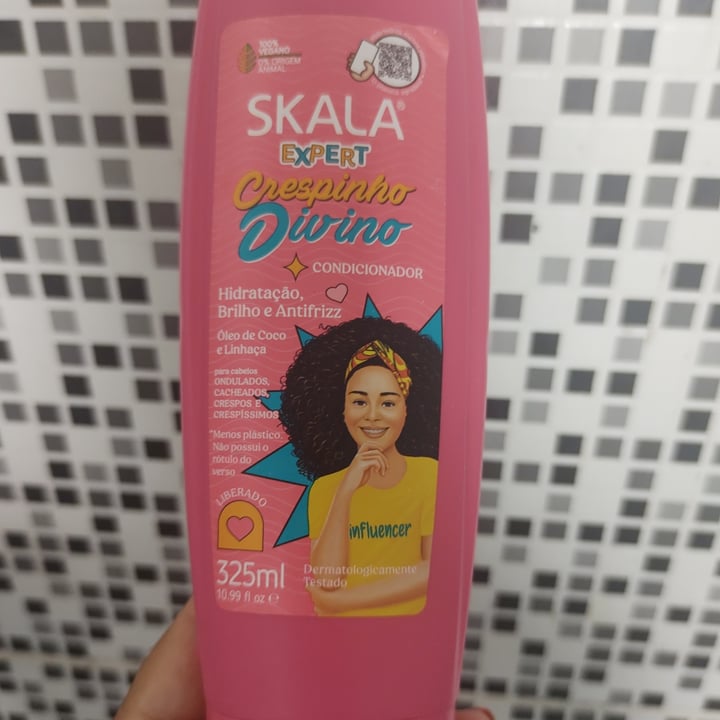 100%
VEGANO
0% ORIGEM
ANIMAL
SKALA®
EXPERT
Crespinho
Divino
CONDICIONADOR
Hidratação,
Brilho e Antifrizz
Óleo de Coco
e Linhaça
para cabelos
ONDULADOS,
CACHEADOS,
CRESPOS E
CRESPÍSSIMOS
*Menos plástico.
Não possui o
rótulo do
verso
LIBERADO
influencer
325ml
10.99 fl oz ℮
Dermatologicamente
Testado